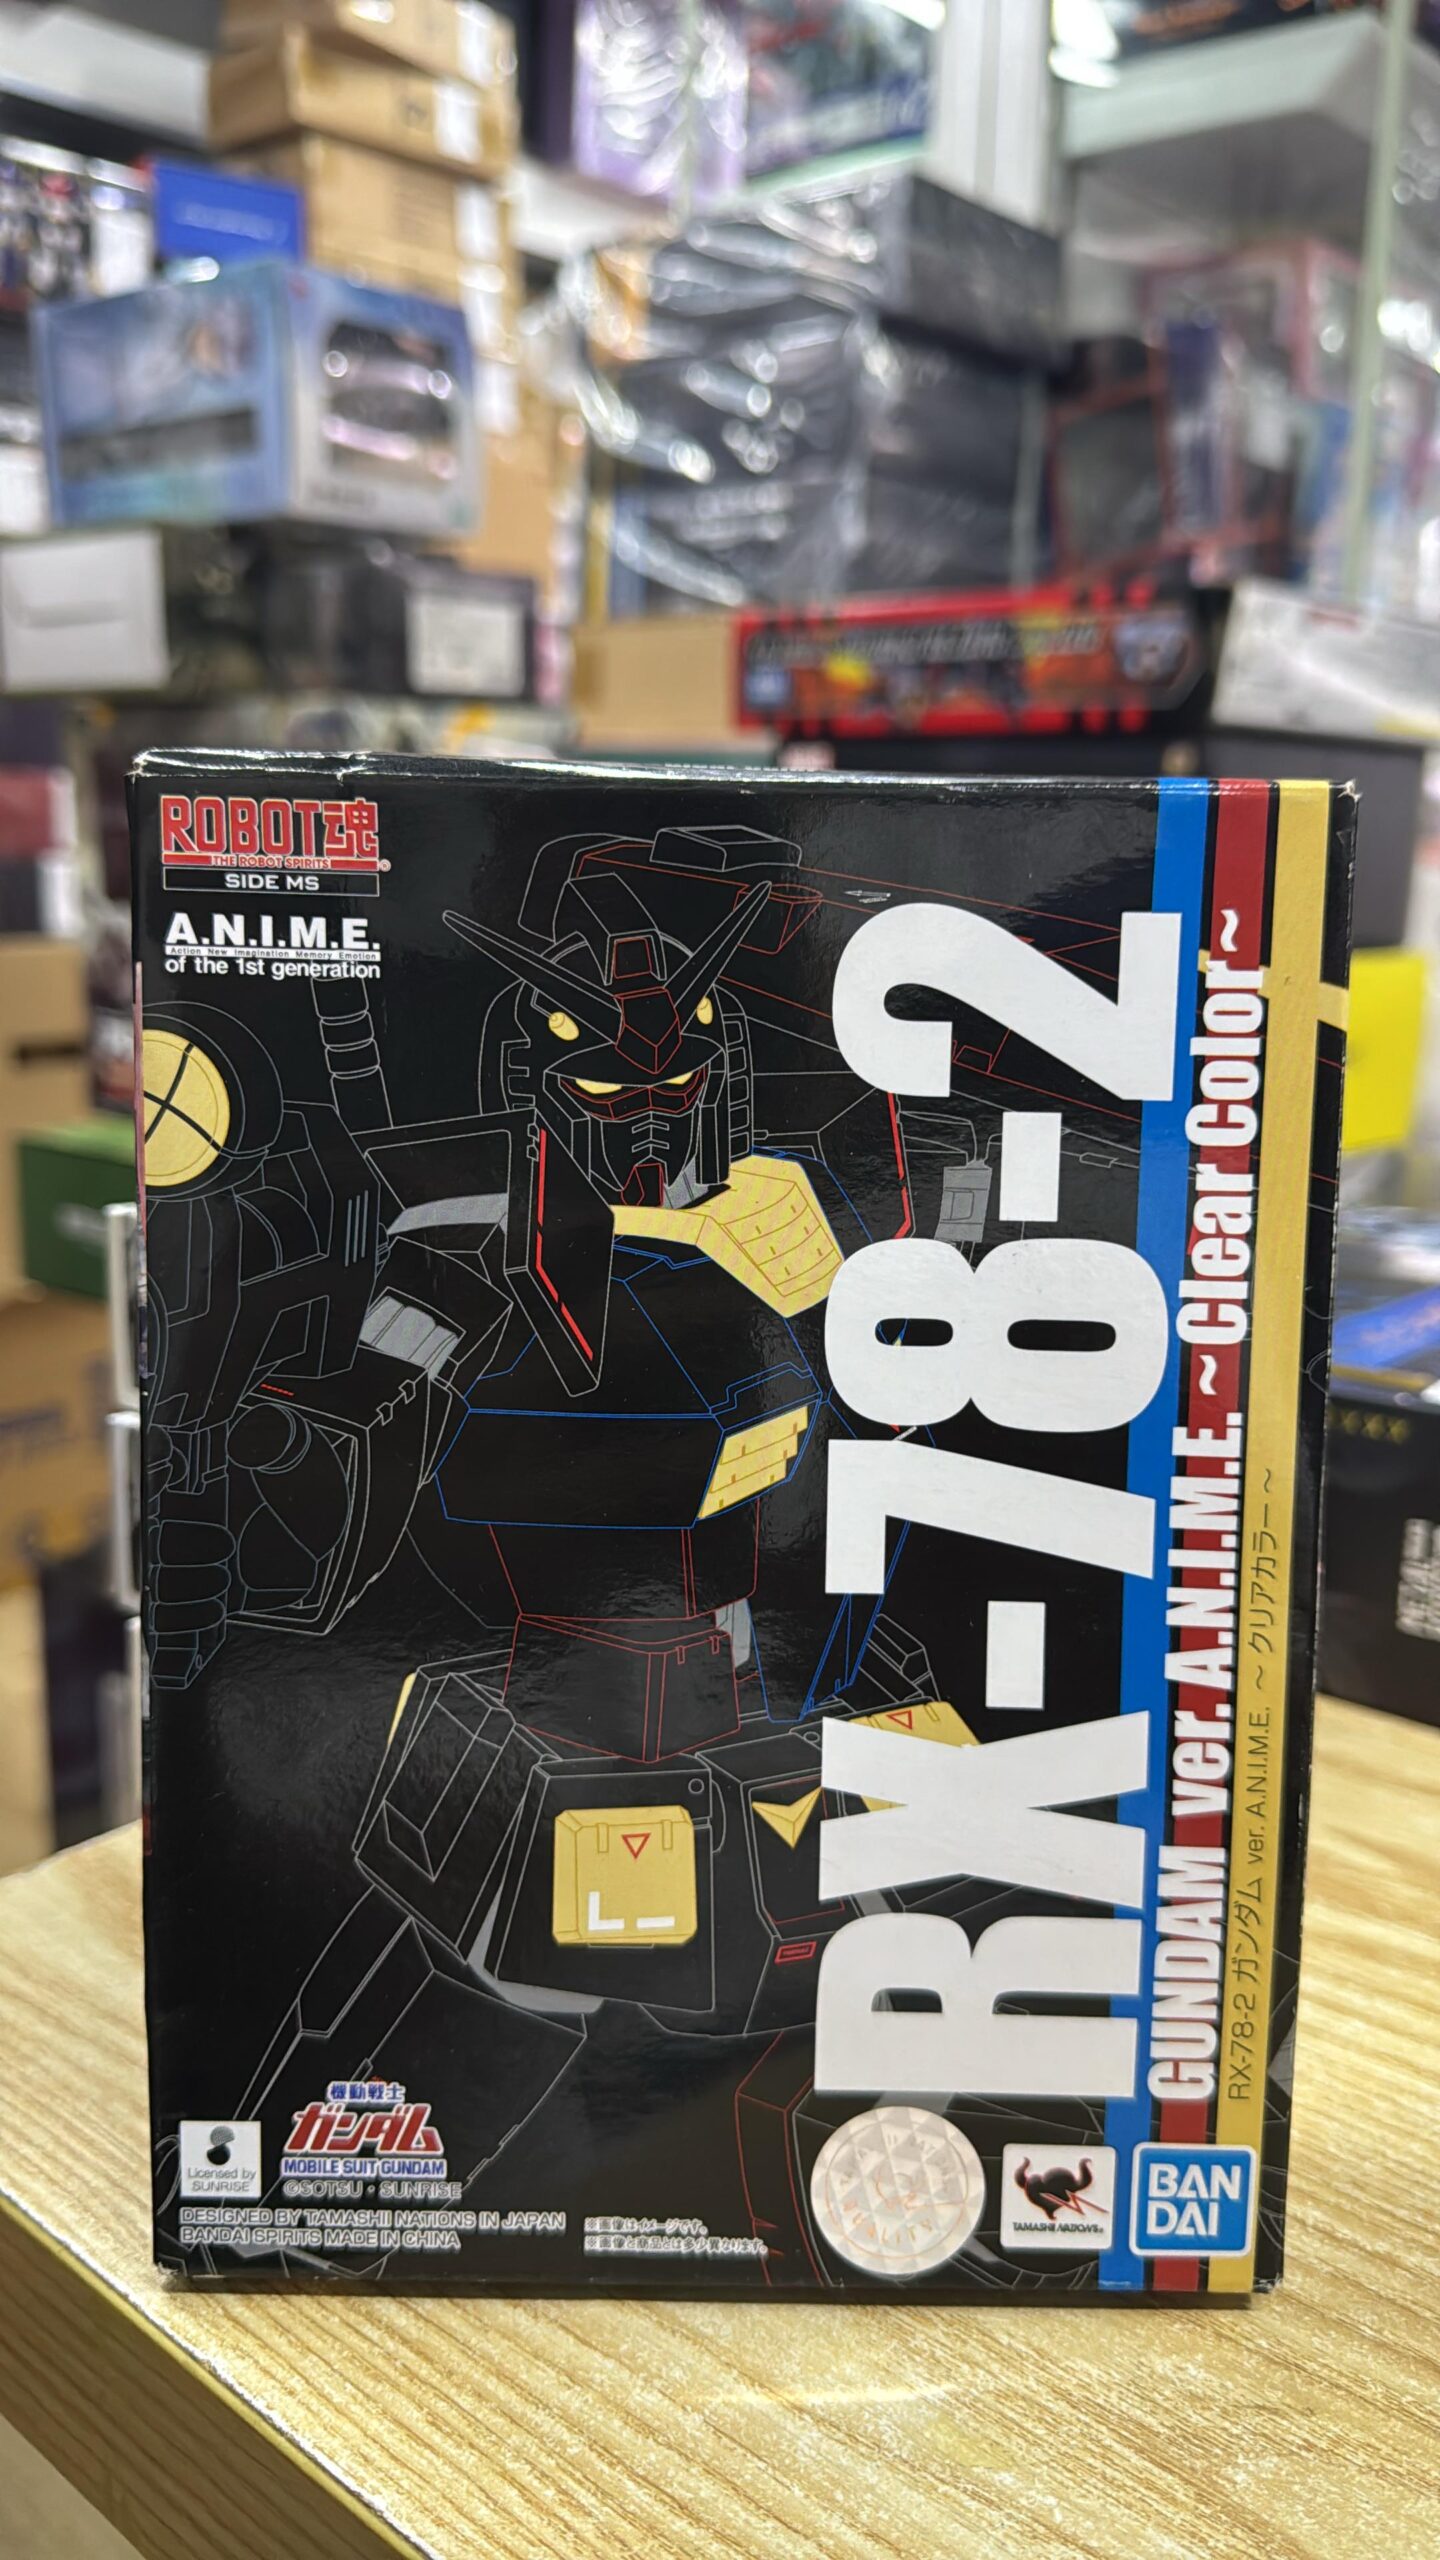 ROBOT魂
THE ROBOT SPIRITS
SIDE MS
A.N.I.M.E.
Action New Imagination Memory Emotion
of the 1st generation
RX-78-2
GUNDAM ver. A.N.I.M.E. ~Clear Color~
RX-78-2 ガンダム ver. A.N.I.M.E. ～クリアカラー～
Licensed by
SUNRISE
機動戦士
ガンダム
MOBILE SUIT GUNDAM
©SOTSU・SUNRISE
DESIGNED BY TAMASHII NATIONS IN JAPAN
BANDAI SPIRITS MADE IN CHINA
※画像はイメージです。
※画像と商品とは多少異なります。
TAMASHII NATIONS
BAN
DAI